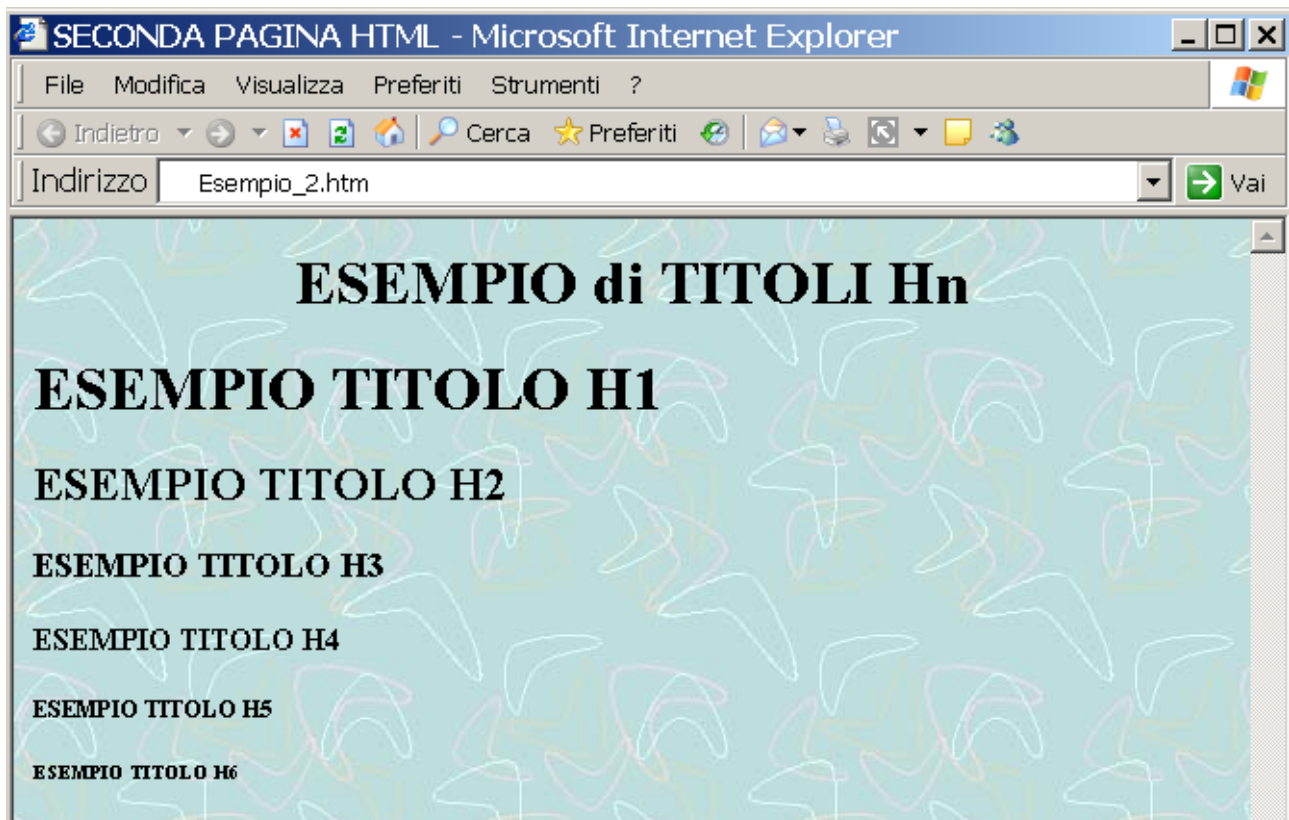 SECONDA PAGINA HTML - Microsoft Internet Explorer
File Modifica Visualizza Preferiti Strumenti ?
Indietro Cerca Preferiti
Indirizzo Esempio_2.htm Vai
ESEMPIO di TITOLI Hn
ESEMPIO TITOLO H1
ESEMPIO TITOLO H2
ESEMPIO TITOLO H3
ESEMPIO TITOLO H4
ESEMPIO TITOLO H5
ESEMPIO TITOLO H6